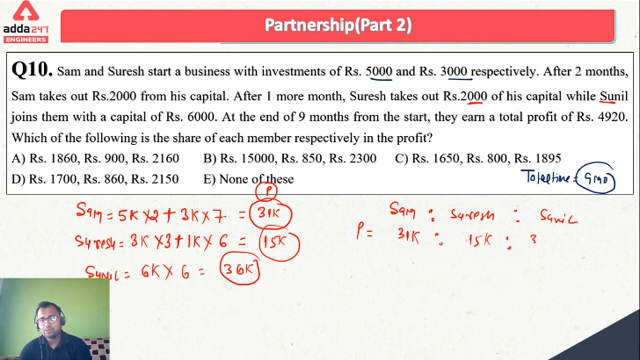 adda247
ENGINEERS
Partnership(Part 2)
Q10. Sam and Suresh start a business with investments of Rs. 5000 and Rs. 3000 respectively. After 2 months,
Sam takes out Rs.2000 from his capital. After 1 more month, Suresh takes out Rs.2000 of his capital while Sunil
joins them with a capital of Rs. 6000. At the end of 9 months from the start, they earn a total profit of Rs. 4920.
Which of the following is the share of each member respectively in the profit?
A) Rs. 1860, Rs. 900, Rs. 2160 B) Rs. 15000, Rs. 850, Rs. 2300 C) Rs. 1650, Rs. 800, Rs. 1895
D) Rs. 1700, Rs. 860, Rs. 2150 E) None of these
Total time = 9mo
P
Sam = 5K × 2 + 3K × 7 = 31K
Suresh = 3K × 3 + 1K × 6 = 15K
Sunil = 6K × 6 = 36K
Sam : Suresh : Sunil
P = 31K : 15K : 3